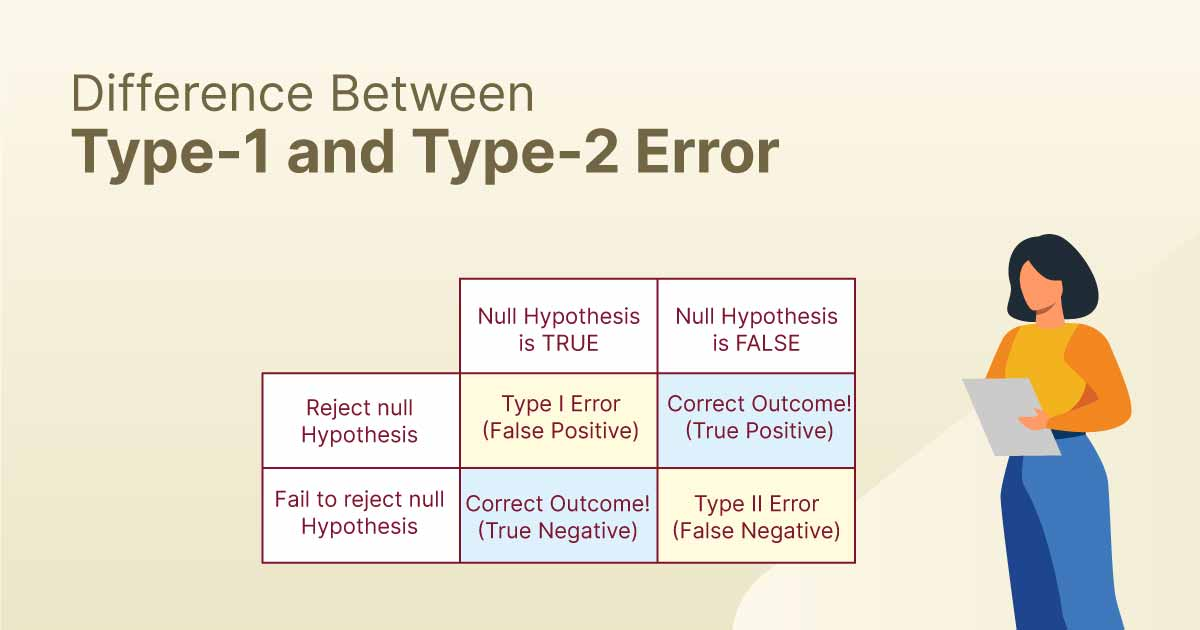 Difference Between
Type-1 and Type-2 Error
Null Hypothesis
is TRUE
Null Hypothesis
is FALSE
Reject null
Hypothesis
Type I Error
(False Positive)
Correct Outcome!
(True Positive)
Fail to reject null
Hypothesis
Correct Outcome!
(True Negative)
Type II Error
(False Negative)